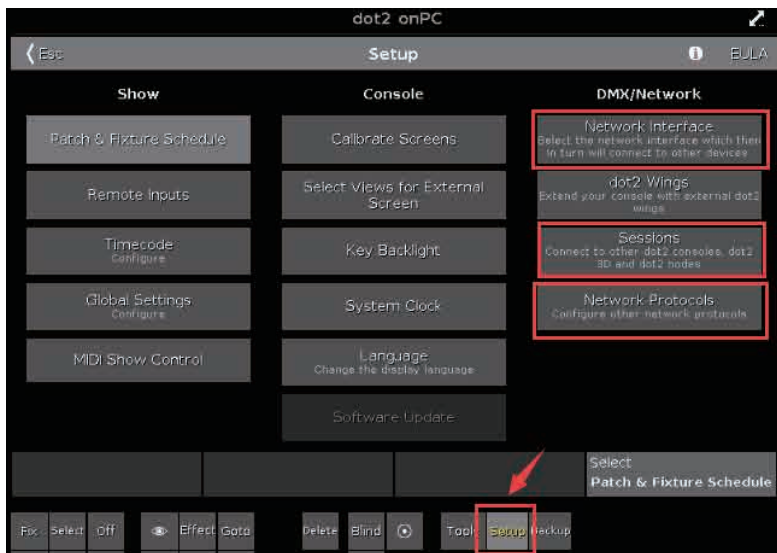 dot2 onPC
Esc
Setup
EULA
Show
Console
DMX/Network
Patch & Fixture Schedule
Calibrate Screens
Network Interface
Select the network interface which then
in turn will connect to other devices
Remote Inputs
Select Views for External
Screen
dot2 Wings
Extend your console with external dot2
wings
Timecode
Configure
Key Backlight
Sessions
Connect to other dot2 consoles, dot2
3D and dot2 nodes
Global Settings
Configure
System Clock
Network Protocols
Configure other network protocols
MIDI Show Control
Language
Change the display language
Software Update
Select
Patch & Fixture Schedule
Fix Select Off Effect Goto Delete Blind Tools Setup Backup